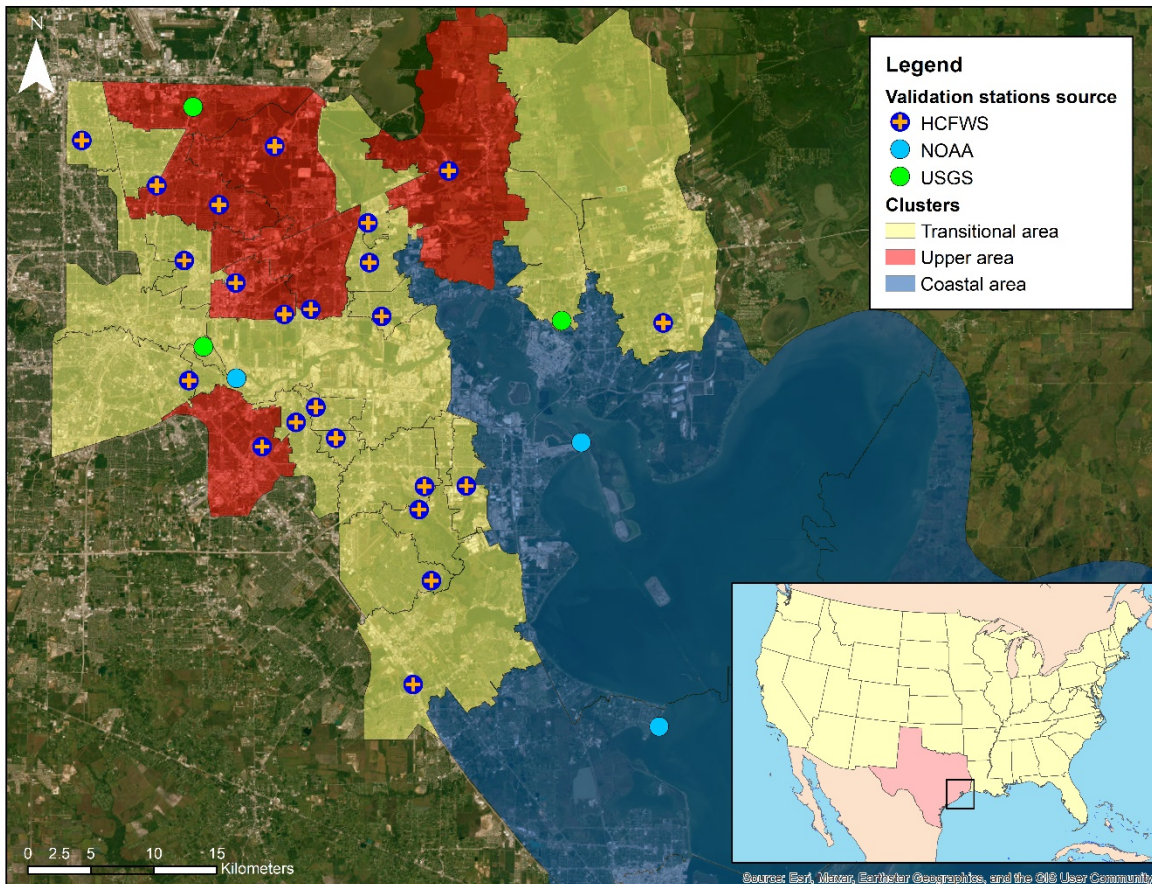 N
Legend
Validation stations source
HCFWS
NOAA
USGS
Clusters
Transitional area
Upper area
Coastal area
0 2.5 5 10 15
Kilometers
Source: Esri, Maxar, Earthstar Geographics, and the GIS User Community